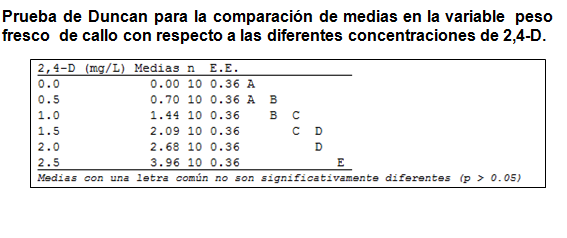 Prueba de Duncan para la comparación de medias en la variable peso
fresco de callo con respecto a las diferentes concentraciones de 2,4-D.
2,4-D (mg/L) Medias n E.E.
0.0 0.00 10 0.36 A
0.5 0.70 10 0.36 A B
1.0 1.44 10 0.36 B C
1.5 2.09 10 0.36 C D
2.0 2.68 10 0.36 D
2.5 3.96 10 0.36 E
Medias con una letra común no son significativamente diferentes (p > 0.05)